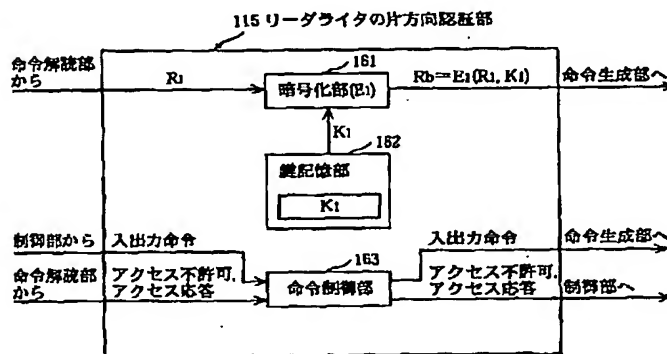 115 リーダライタの片方向認証部
命令解読部から
R1
161
暗号化部(E1)
Rb=E1(R1, K1)
命令生成部へ
K1
162
鍵記憶部
K1
制御部から
入出力命令
163
入出力命令
命令生成部へ
命令解読部から
アクセス不許可,
アクセス応答
命令制御部
アクセス不許可,
アクセス応答
制御部へ